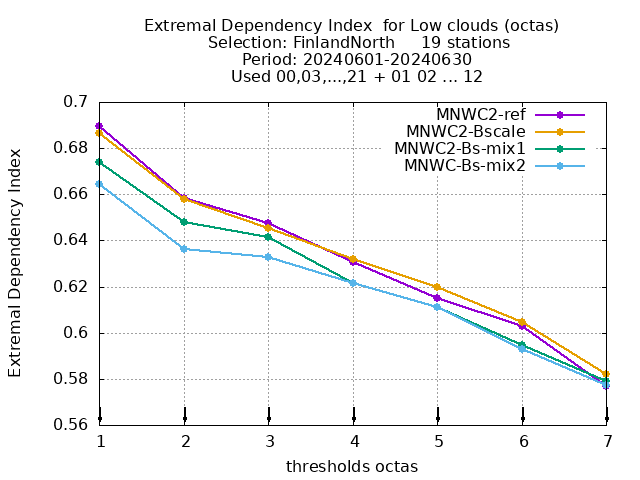 Extremal Dependency Index  for Low clouds (octas)
Selection: FinlandNorth     19 stations
Period: 20240601-20240630
Used 00,03,...,21 + 01 02 ... 12
MNWC2-ref
MNWC2-Bscale
MNWC2-Bs-mix1
MNWC-Bs-mix2
Extremal Dependency Index
0.7
0.68
0.66
0.64
0.62
0.6
0.58
0.56
1 2 3 4 5 6 7
thresholds octas